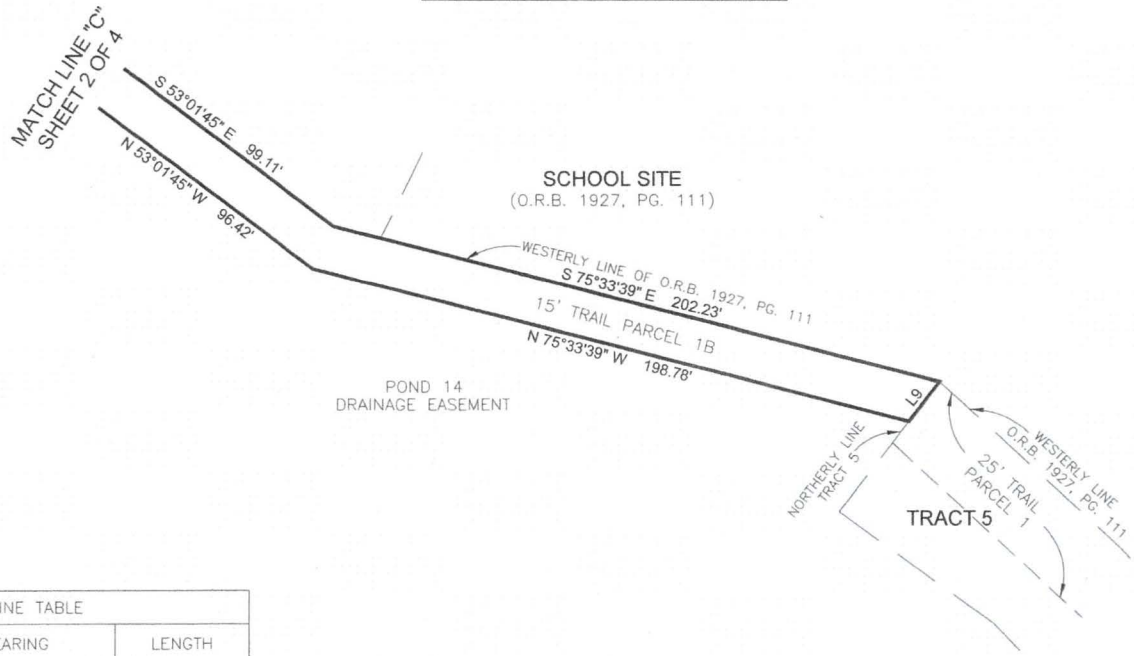 MATCH LINE "C"
SHEET 2 OF 4
S 53°01'45" E 99.11'
N 53°01'45" W 96.42'
SCHOOL SITE
(O.R.B. 1927, PG. 111)
WESTERLY LINE OF O.R.B. 1927, PG. 111
S 75°33'39" E 202.23'
15' TRAIL PARCEL 1B
N 75°33'39" W 198.78'
POND 14
DRAINAGE EASEMENT
L9
NORTHERLY LINE
TRACT 5
WESTERLY LINE
O.R.B. 1927, PG. 111
25' TRAIL
PARCEL 1
TRACT 5
INE TABLE
EARING LENGTH